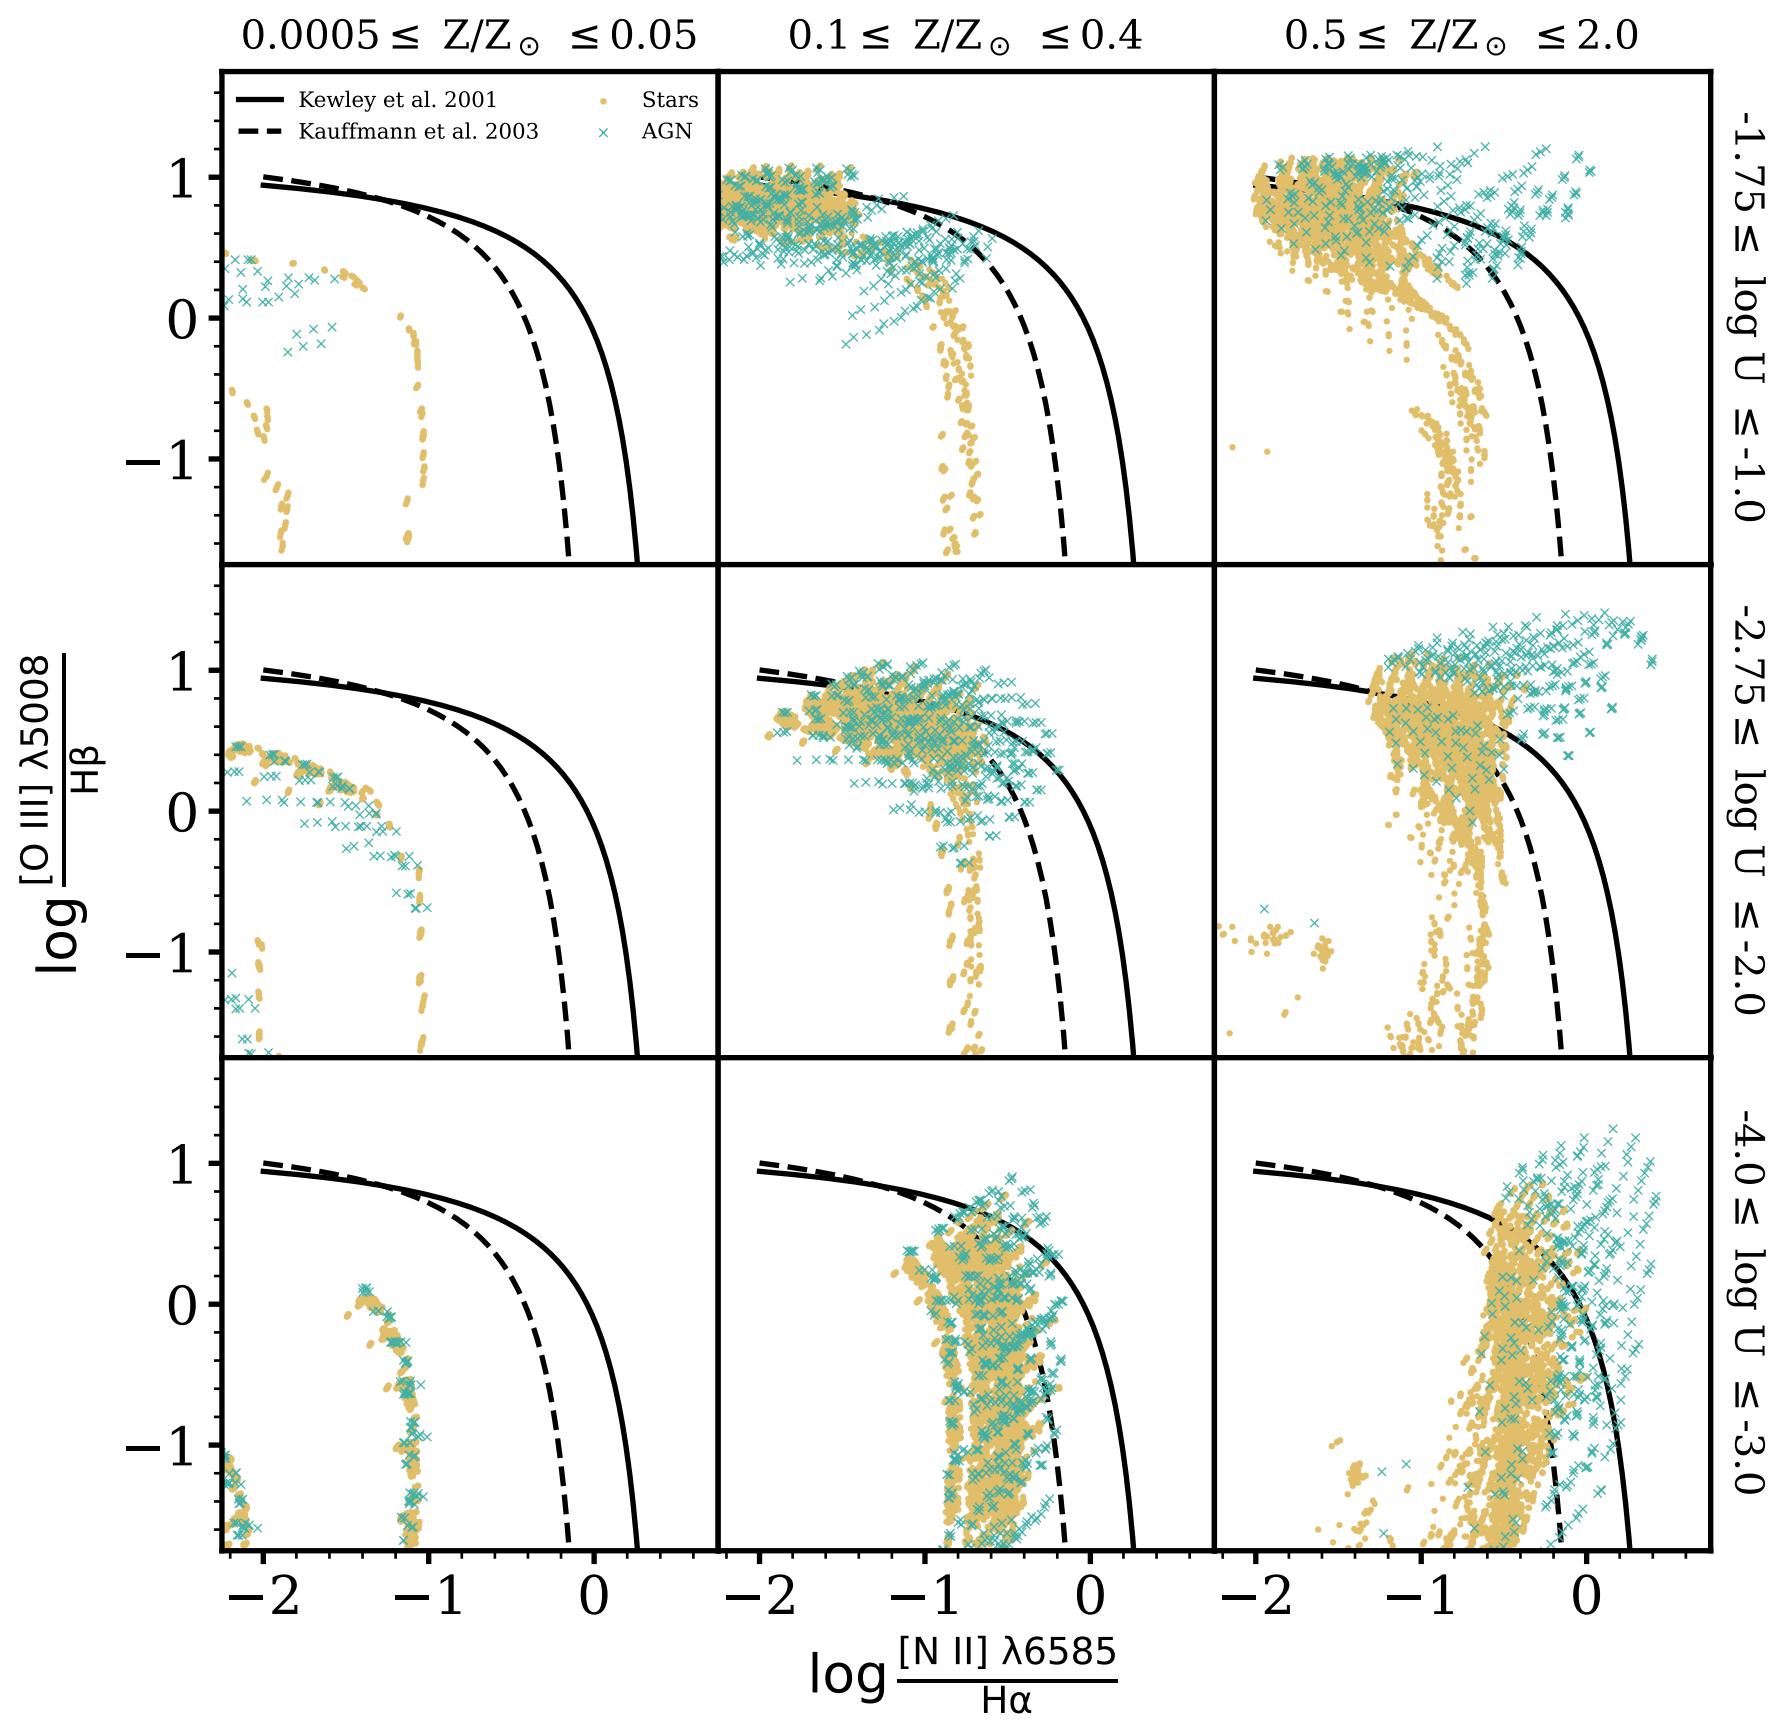 0.0005 ≤ Z/Z⊙ ≤ 0.05
0.1 ≤ Z/Z⊙ ≤ 0.4
0.5 ≤ Z/Z⊙ ≤ 2.0
Kewley et al. 2001
Kauffmann et al. 2003
Stars
AGN
1
0
−1
-1.75 ≤ log U ≤ -1.0
1
0
−1
-2.75 ≤ log U ≤ -2.0
1
0
−1
-4.0 ≤ log U ≤ -3.0
log [O III] λ5008
Hβ
−2 −1 0
−2 −1 0
−2 −1 0
log [N II] λ6585
Hα